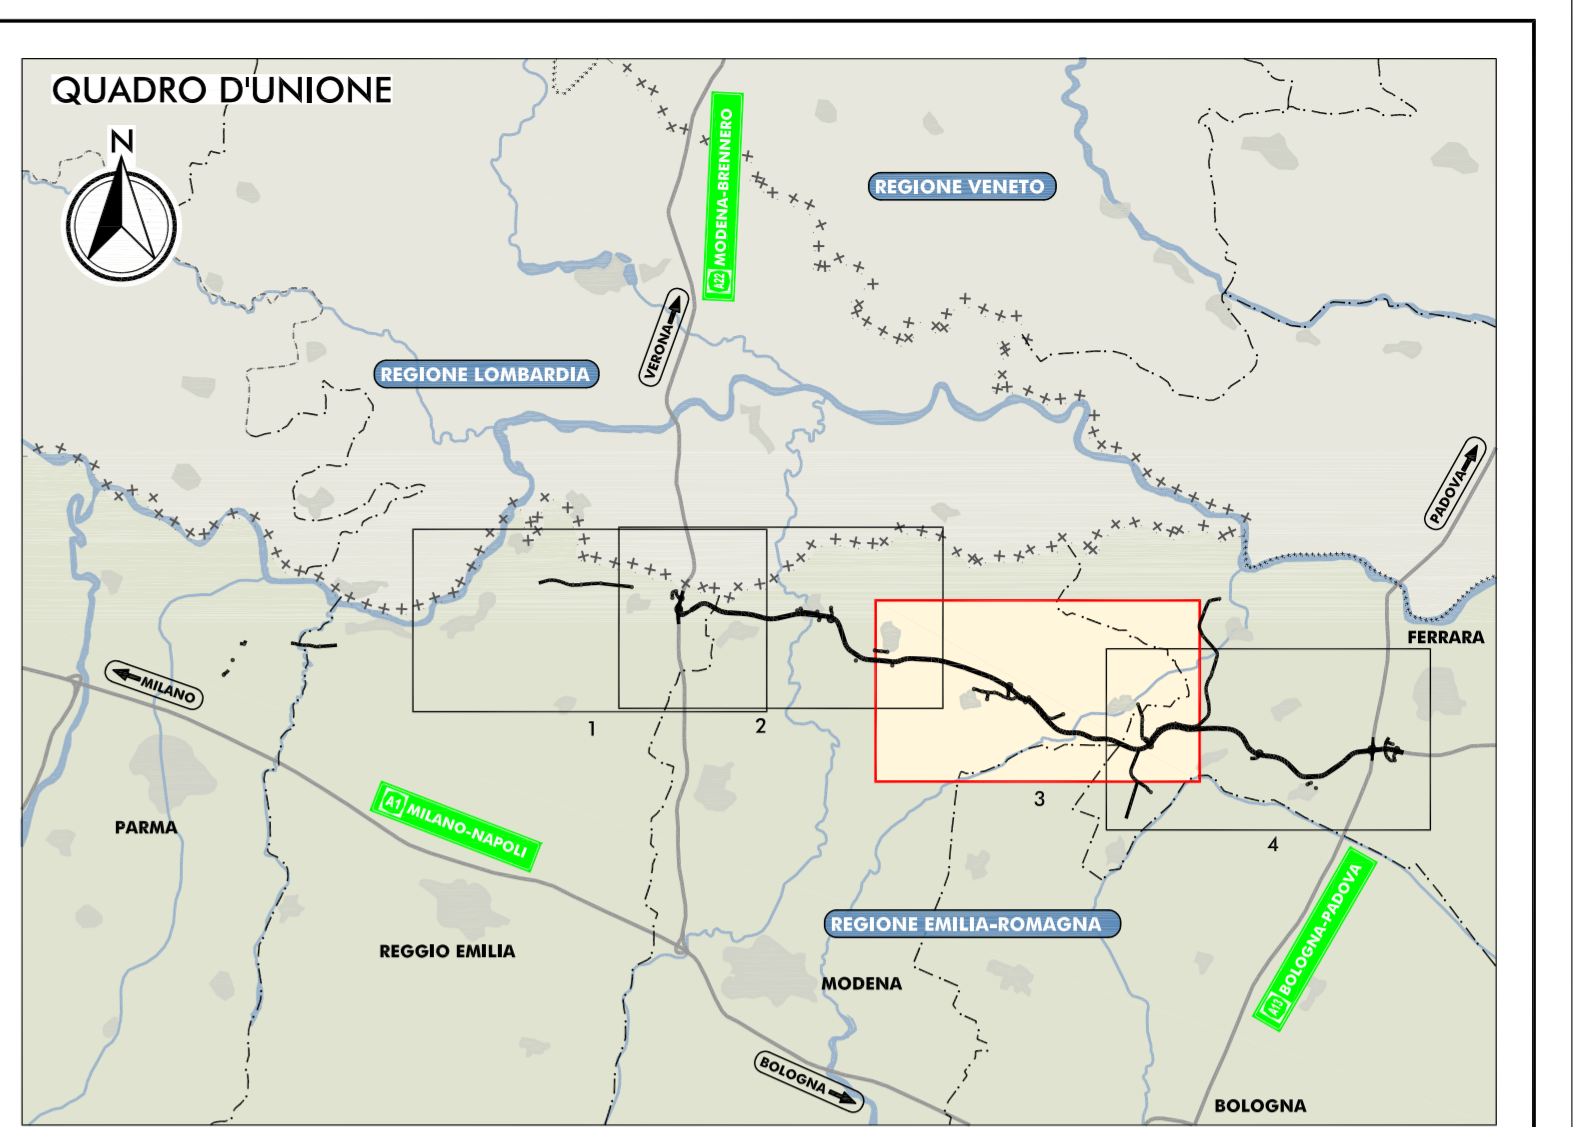 QUADRO D'UNIONE
N
A22 MODENA-BRENNERO
REGIONE VENETO
VERONA
REGIONE LOMBARDIA
PADOVA
FERRARA
MILANO
1
2
3
4
A1 MILANO-NAPOLI
PARMA
REGGIO EMILIA
REGIONE EMILIA-ROMAGNA
A13 BOLOGNA-PADOVA
MODENA
BOLOGNA
BOLOGNA